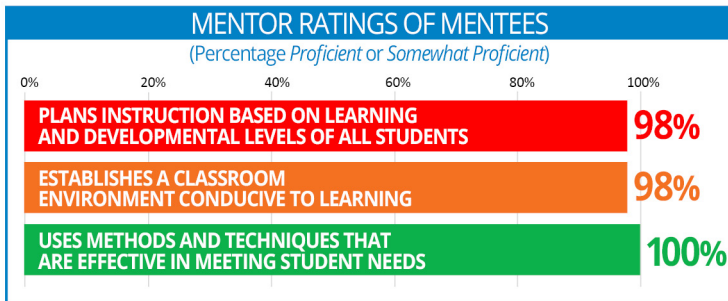 MENTOR RATINGS OF MENTEES
(Percentage Proficient or Somewhat Proficient)
0% 20% 40% 60% 80% 100%
PLANS INSTRUCTION BASED ON LEARNING
AND DEVELOPMENTAL LEVELS OF ALL STUDENTS
98%
ESTABLISHES A CLASSROOM
ENVIRONMENT CONDUCIVE TO LEARNING
98%
USES METHODS AND TECHNIQUES THAT
ARE EFFECTIVE IN MEETING STUDENT NEEDS
100%